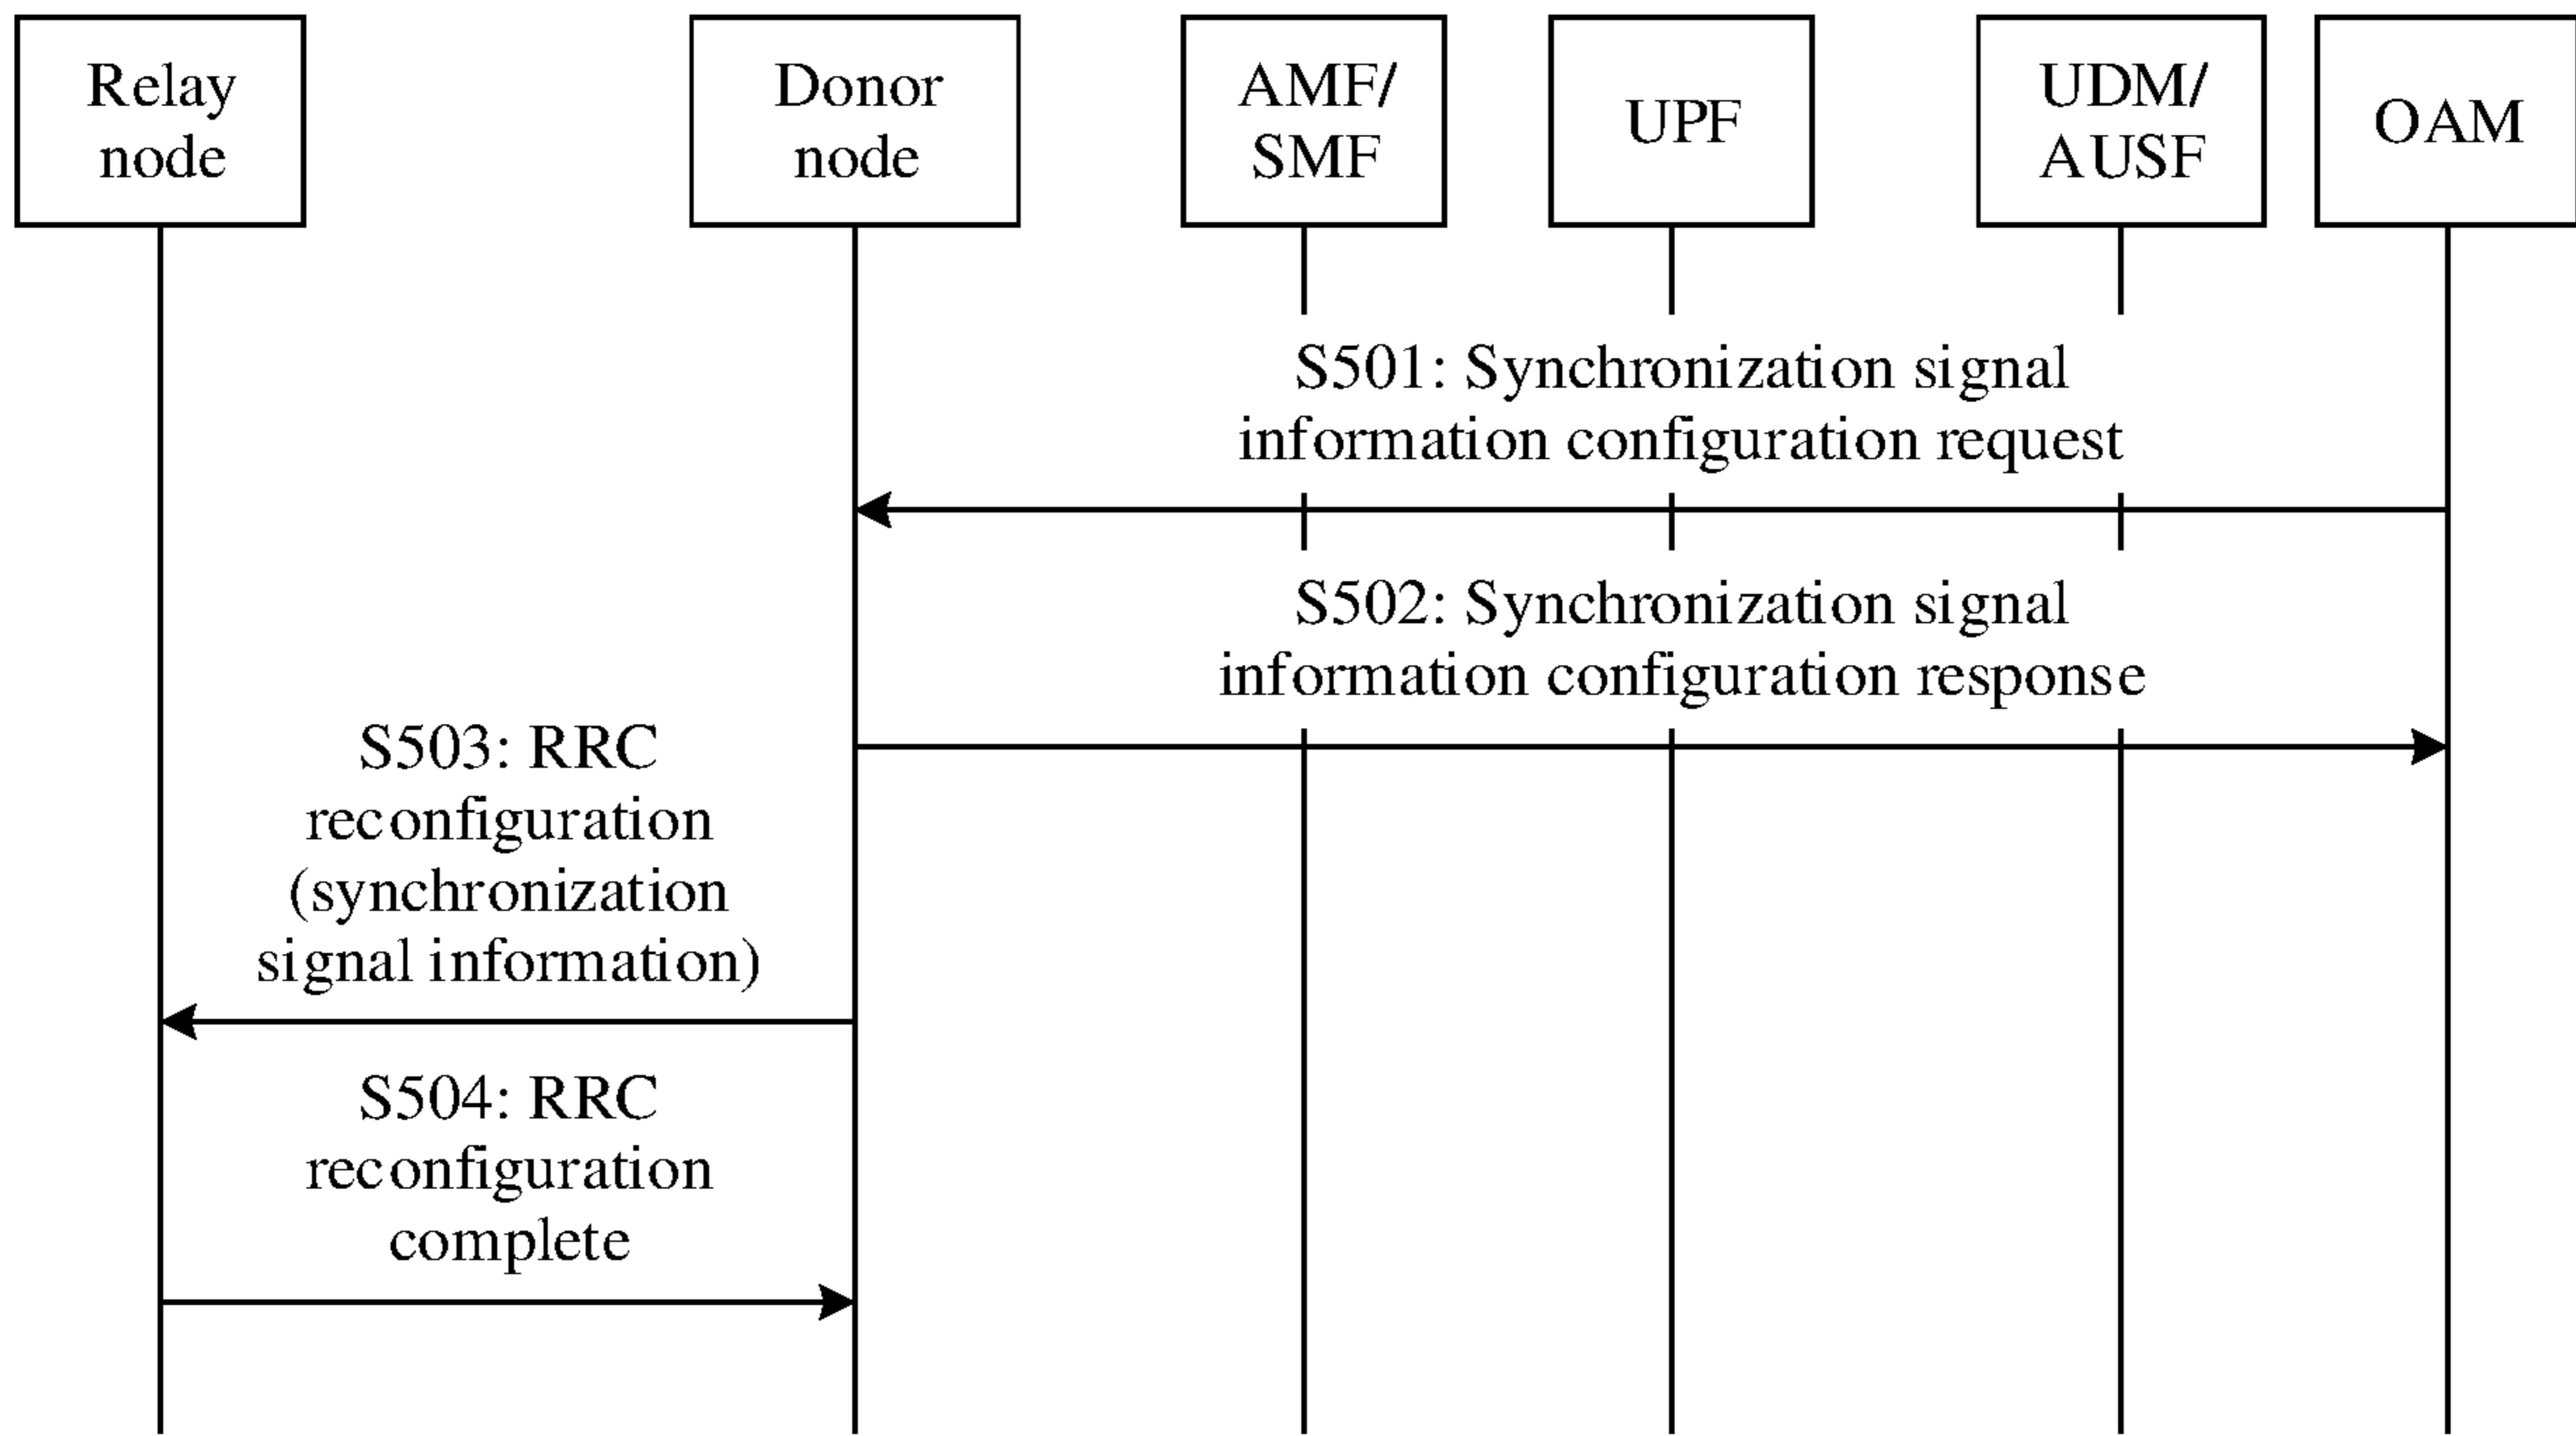 Relay
node
Donor
node
AMF/
SMF
UPF
UDM/
AUSF
OAM
S501: Synchronization signal
information configuration request
S502: Synchronization signal
information configuration response
S503: RRC
reconfiguration
(synchronization
signal information)
S504: RRC
reconfiguration
complete